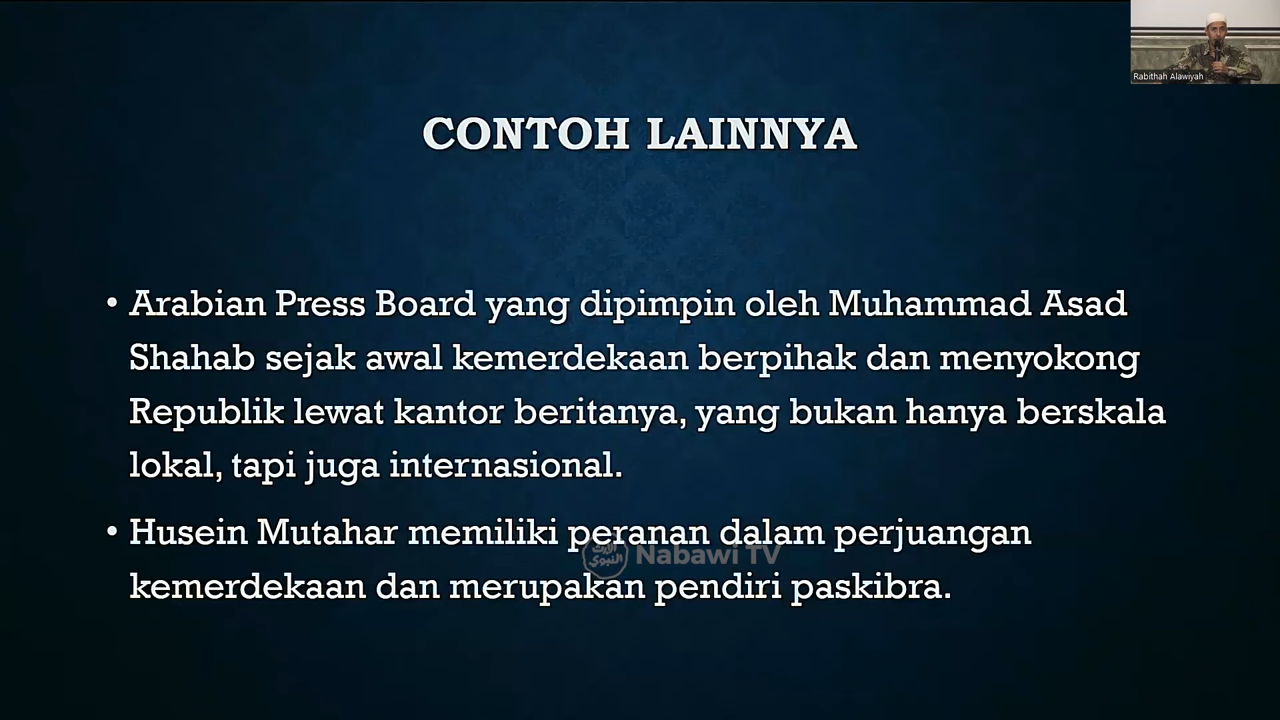 Rabithah Alawiyah
CONTOH LAINNYA
• Arabian Press Board yang dipimpin oleh Muhammad Asad
Shahab sejak awal kemerdekaan berpihak dan menyokong
Republik lewat kantor beritanya, yang bukan hanya berskala
lokal, tapi juga internasional.
• Husein Mutahar memiliki peranan dalam perjuangan
Nabawi TV
kemerdekaan dan merupakan pendiri paskibra.